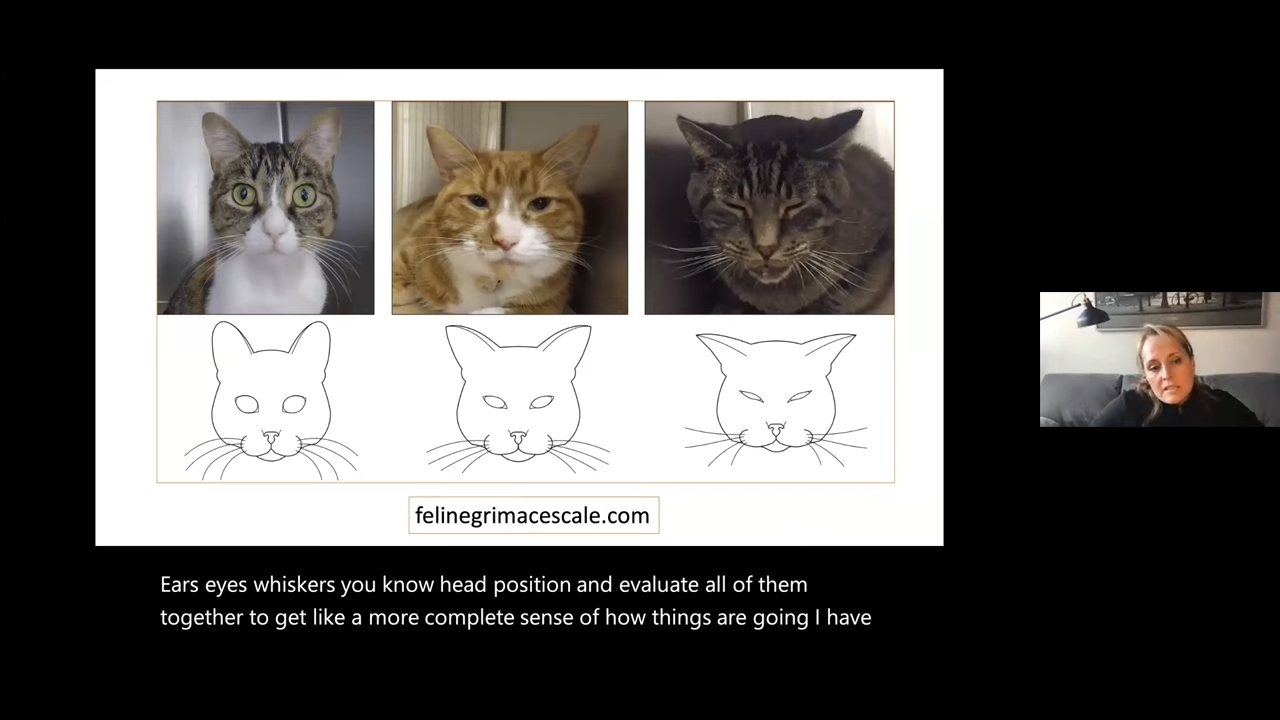 felinegrimacescale.com
Ears eyes whiskers you know head position and evaluate all of them
together to get like a more complete sense of how things are going I have